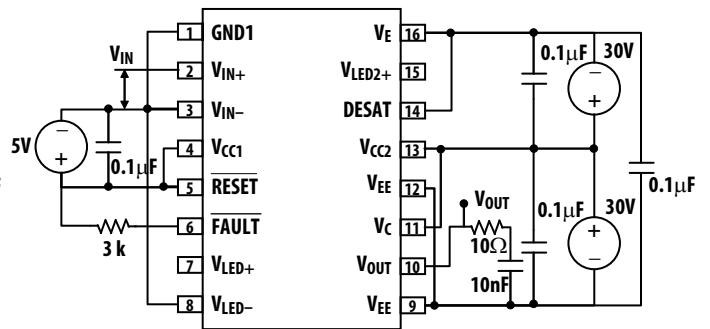 1 GND1
2 VIN+
3 VIN–
4 VCC1
5 RESET
6 FAULT
7 VLED+
8 VLED–
VE 16
VLED2+ 15
DESAT 14
VCC2 13
VEE 12
VC 11
VOUT 10
VEE 9
VIN
5V
–
+
0.1μF
3 k
0.1μF
30V
–
+
0.1μF
30V
+
–
0.1μF
VOUT
10Ω
10nF